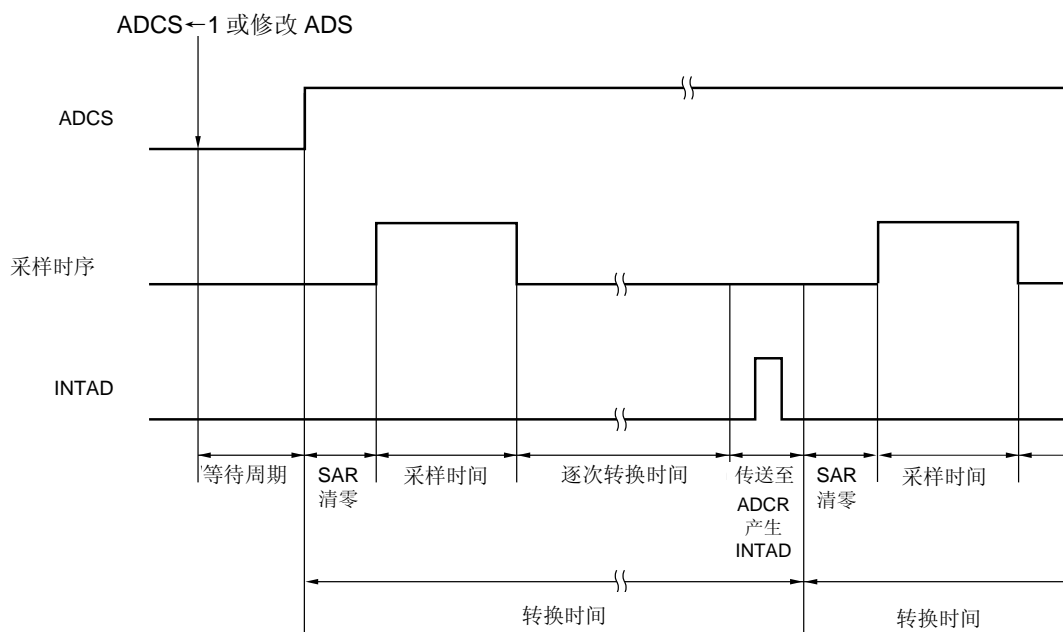 ADCS←1 或修改 ADS
ADCS
采样时序
INTAD
等待周期
SAR
清零
采样时间
逐次转换时间
传送至
ADCR
产生
INTAD
SAR
清零
采样时间
转换时间
转换时间